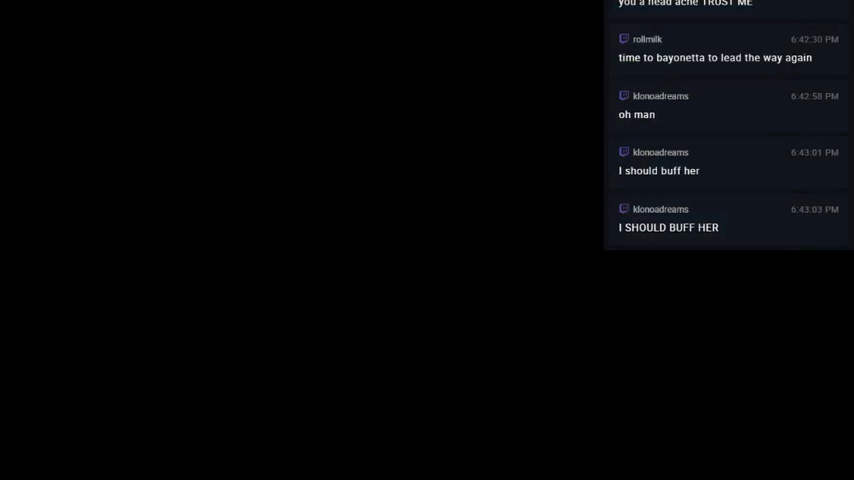 you a head ache TRUST ME
rollmilk 6:42:30 PM
time to bayonetta to lead the way again
klonoadreams 6:42:58 PM
oh man
klonoadreams 6:43:01 PM
I should buff her
klonoadreams 6:43:03 PM
I SHOULD BUFF HER